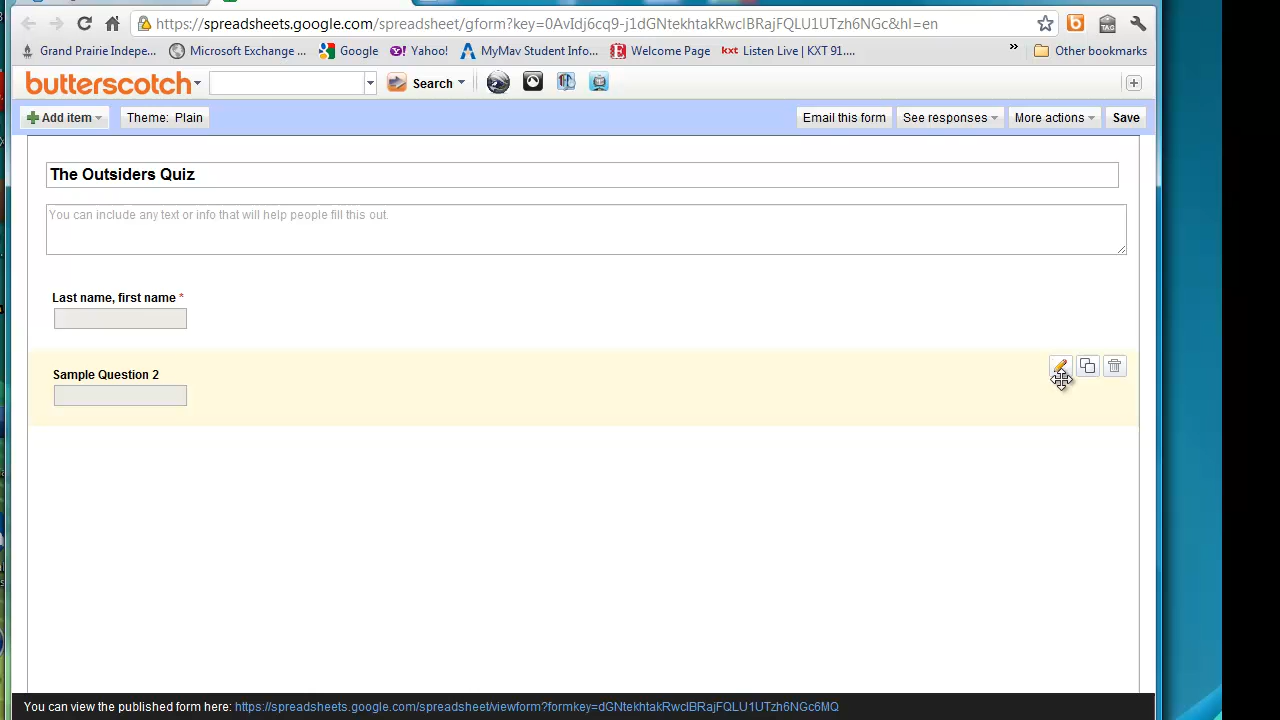 https://spreadsheets.google.com/spreadsheet/gform?key=0AvIdj6cq9-j1dGNtekhtakRwclBRajFQLU1UTzh6NGc&hl=en
Grand Prairie Indepe... Microsoft Exchange ... Google Yahoo! MyMav Student Info... Welcome Page kxt Listen Live | KXT 91.... » Other bookmarks
butterscotch Search
Add item Theme: Plain Email this form See responses More actions Save
The Outsiders Quiz
You can include any text or info that will help people fill this out.
Last name, first name *
Sample Question 2
You can view the published form here: https://spreadsheets.google.com/spreadsheet/viewform?formkey=dGNtekhtakRwclBRajFQLU1UTzh6NGc6MQ